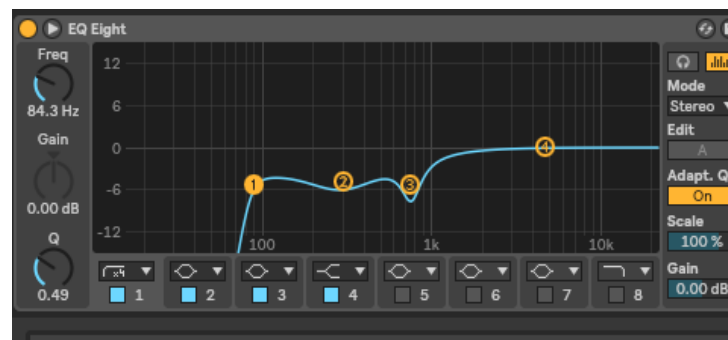 EQ Eight
Freq
84.3 Hz
Gain
0.00 dB
Q
0.49
12
6
0
-6
-12
100
1k
10k
1
2
3
4
x4
1
2
3
4
5
6
7
8
Mode
Stereo
Edit
A
Adapt. Q
On
Scale
100 %
Gain
0.00 dB